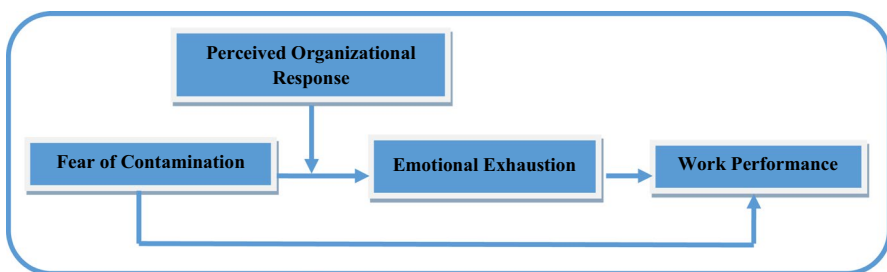 Perceived Organizational
Response
Fear of Contamination
Emotional Exhaustion
Work Performance